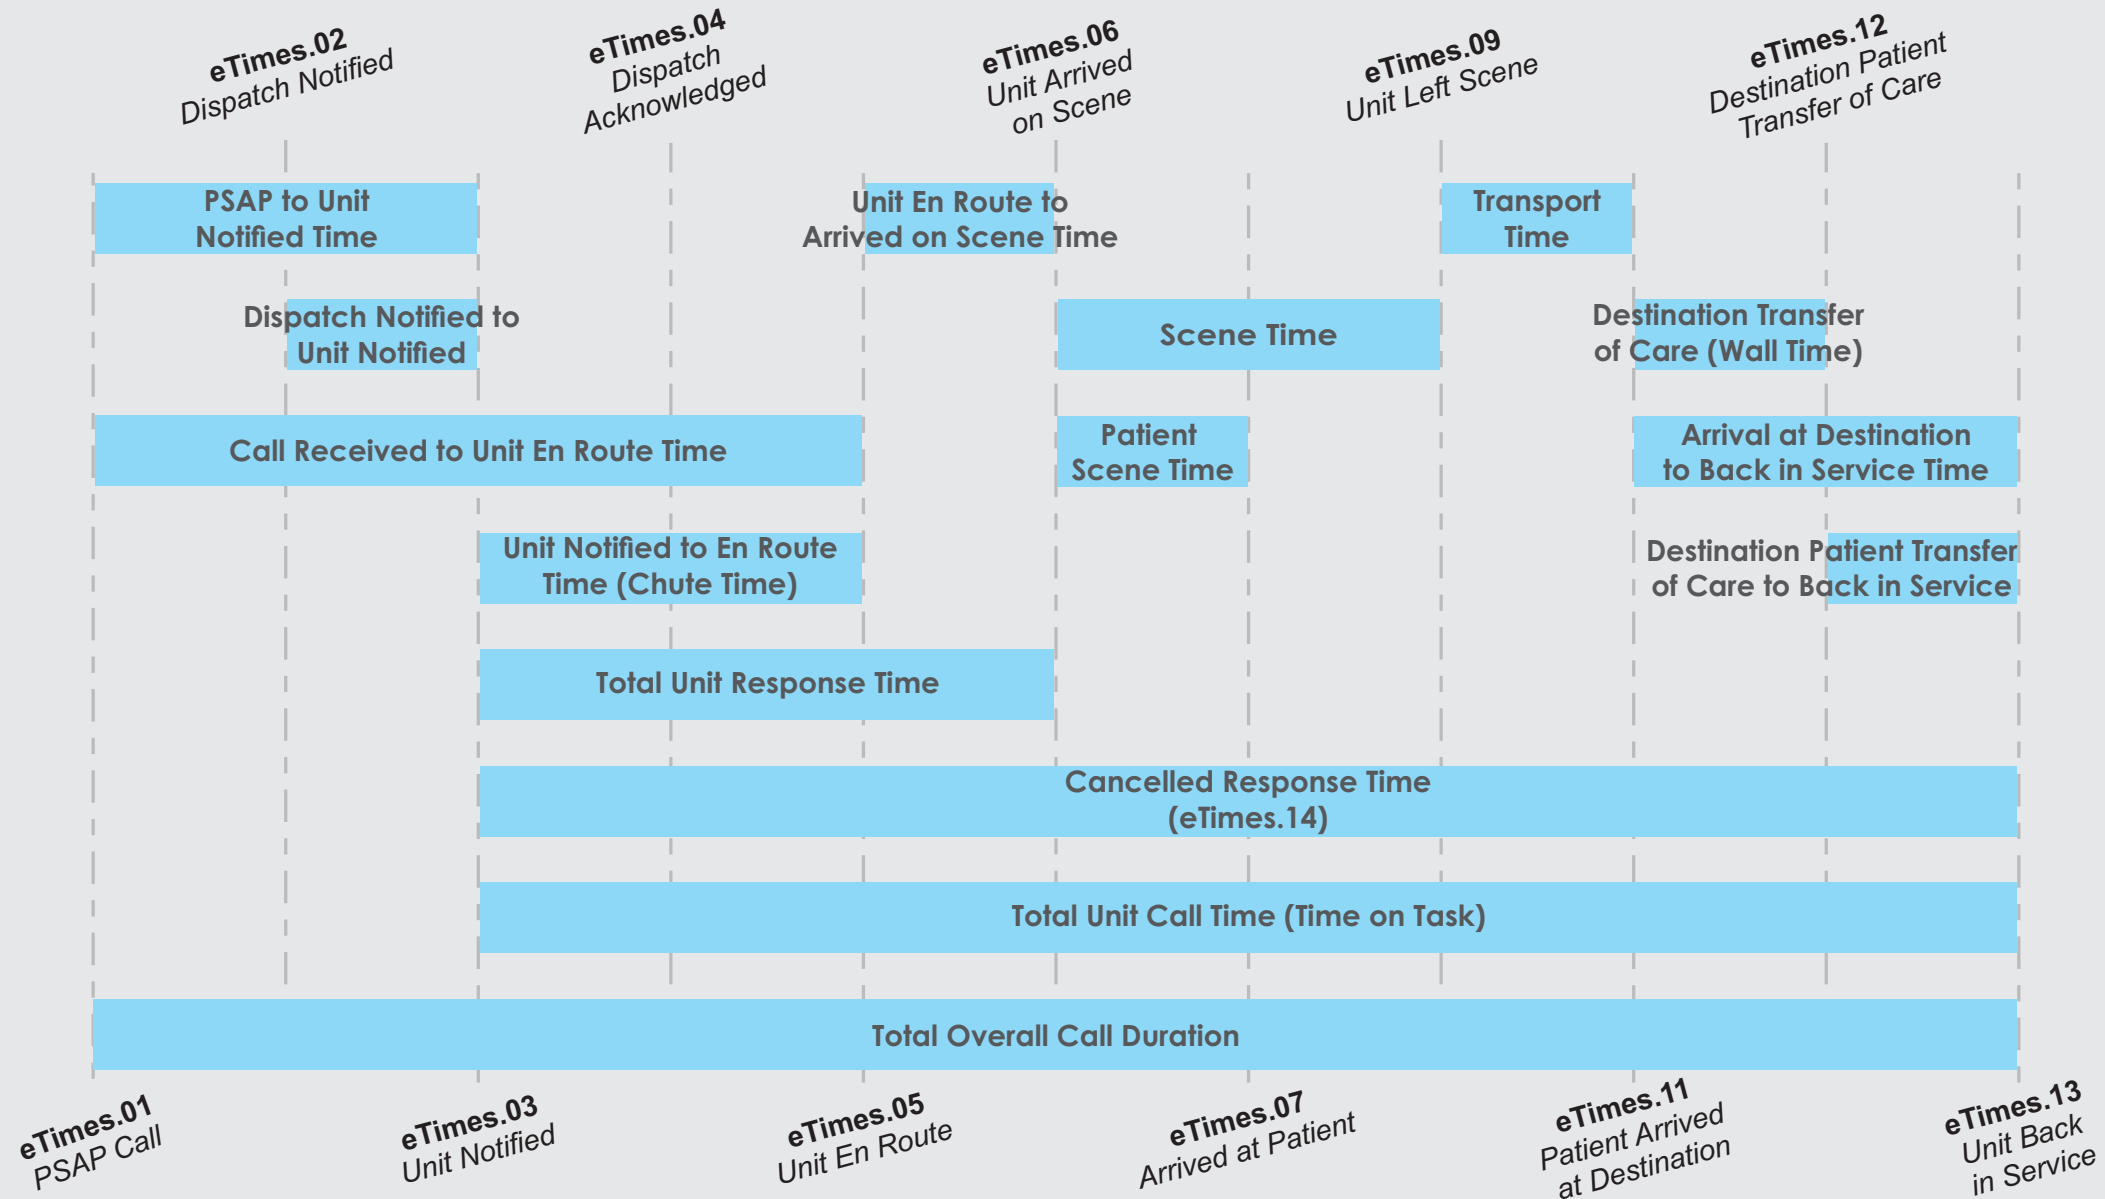 eTimes.02
Dispatch Notified
eTimes.04
Dispatch
Acknowledged
eTimes.06
Unit Arrived
on Scene
eTimes.09
Unit Left Scene
eTimes.12
Destination Patient
Transfer of Care
PSAP to Unit
Notified Time
Unit En Route to
Arrived on Scene Time
Transport
Time
Dispatch Notified to
Unit Notified
Scene Time
Destination Transfer
of Care (Wall Time)
Call Received to Unit En Route Time
Patient
Scene Time
Arrival at Destination
to Back in Service Time
Unit Notified to En Route
Time (Chute Time)
Destination Patient Transfer
of Care to Back in Service
Total Unit Response Time
Cancelled Response Time
(eTimes.14)
Total Unit Call Time (Time on Task)
Total Overall Call Duration
eTimes.01
PSAP Call
eTimes.03
Unit Notified
eTimes.05
Unit En Route
eTimes.07
Arrived at Patient
eTimes.11
Patient Arrived
at Destination
eTimes.13
Unit Back
in Service